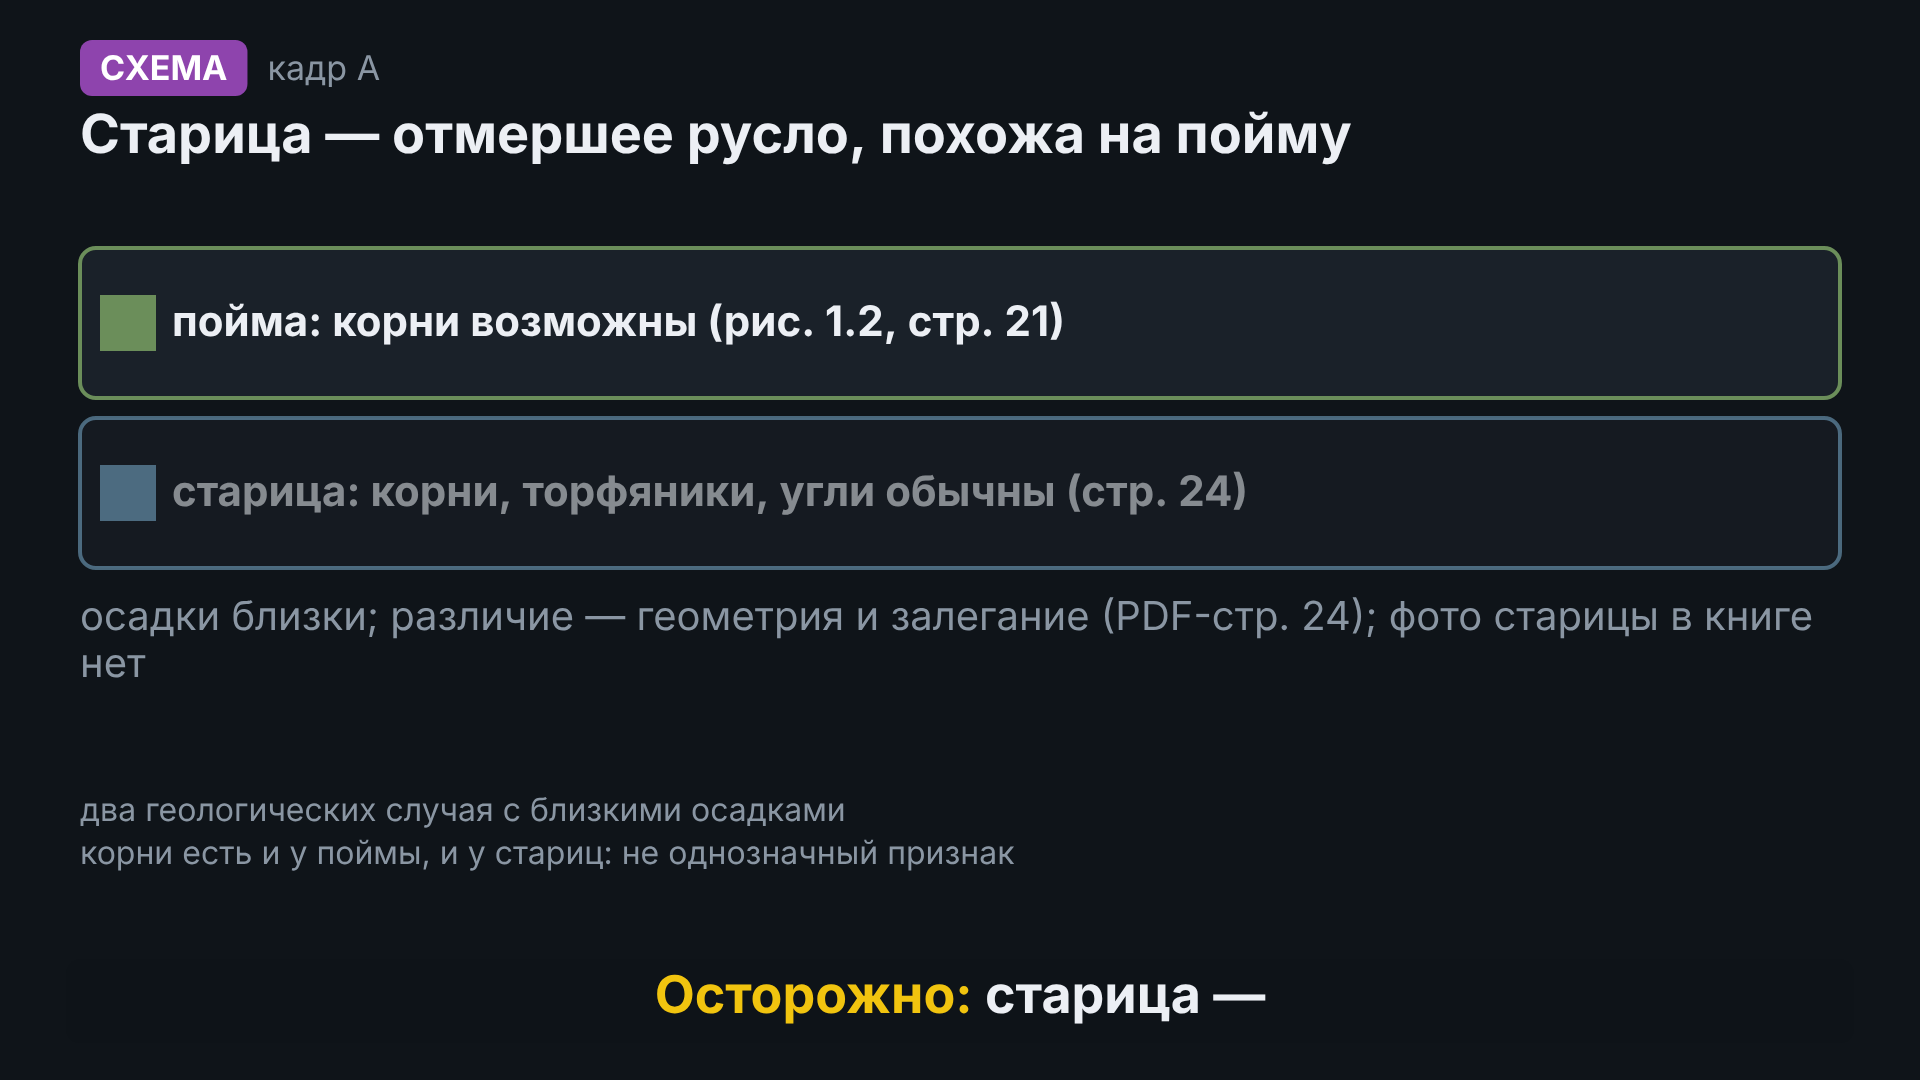 СХЕМА кадр А
Старица — отмершее русло, похожа на пойму
пойма: корни возможны (рис. 1.2, стр. 21)
старица: корни, торфяники, угли обычны (стр. 24)
осадки близки; различие — геометрия и залегание (PDF-стр. 24); фото старицы в книге
нет
два геологических случая с близкими осадками
корни есть и у поймы, и у стариц: не однозначный признак
Осторожно: старица —